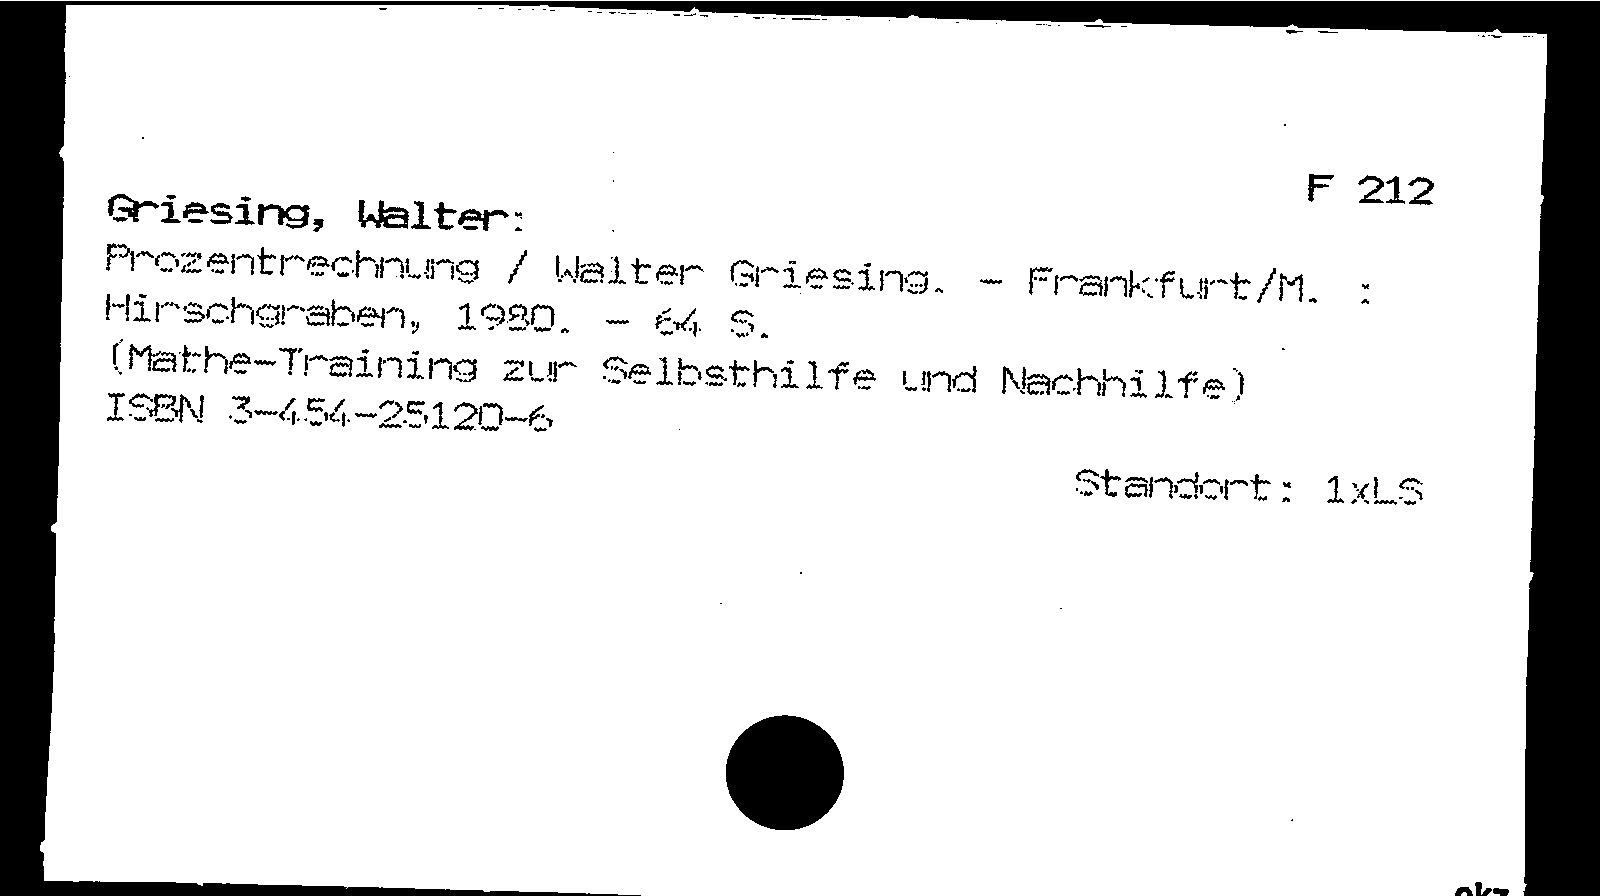 F 212
Griesing, Walter:
Prozentrechnung / Walter Griesing. - Frankfurt/M. :
Hirschgraben, 1980. - 64 S.
(Mathe-Training zur Selbsthilfe und Nachhilfe)
ISBN 3-454-25120-6
Standort: 1xLS
ekz